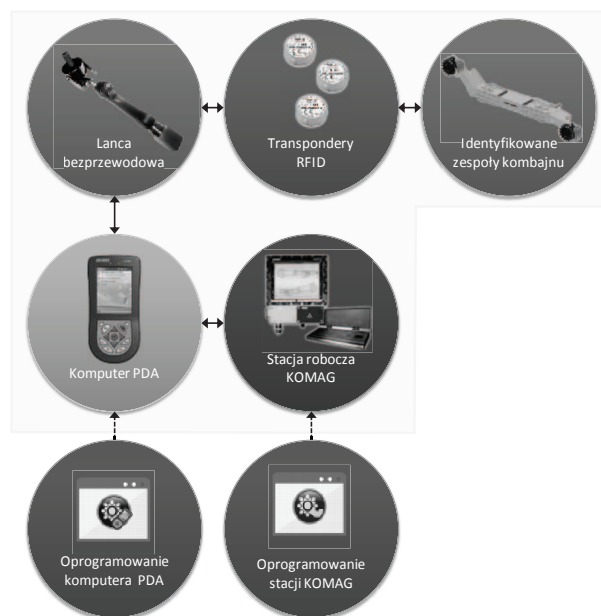 Lanca
bezprzewodowa
Transpondery
RFID
Identyfikowane
zespoły kombajnu
Komputer PDA
Stacja robocza
KOMAG
Oprogramowanie
komputera PDA
Oprogramowanie
stacji KOMAG